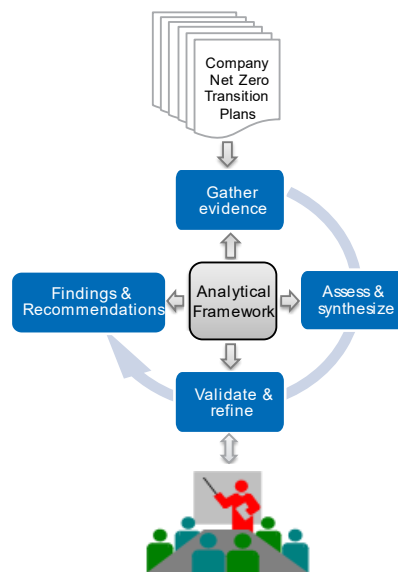 Company
Net Zero
Transition
Plans
Gather
evidence
Findings &
Recommendations
Analytical
Framework
Assess &
synthesize
Validate &
refine